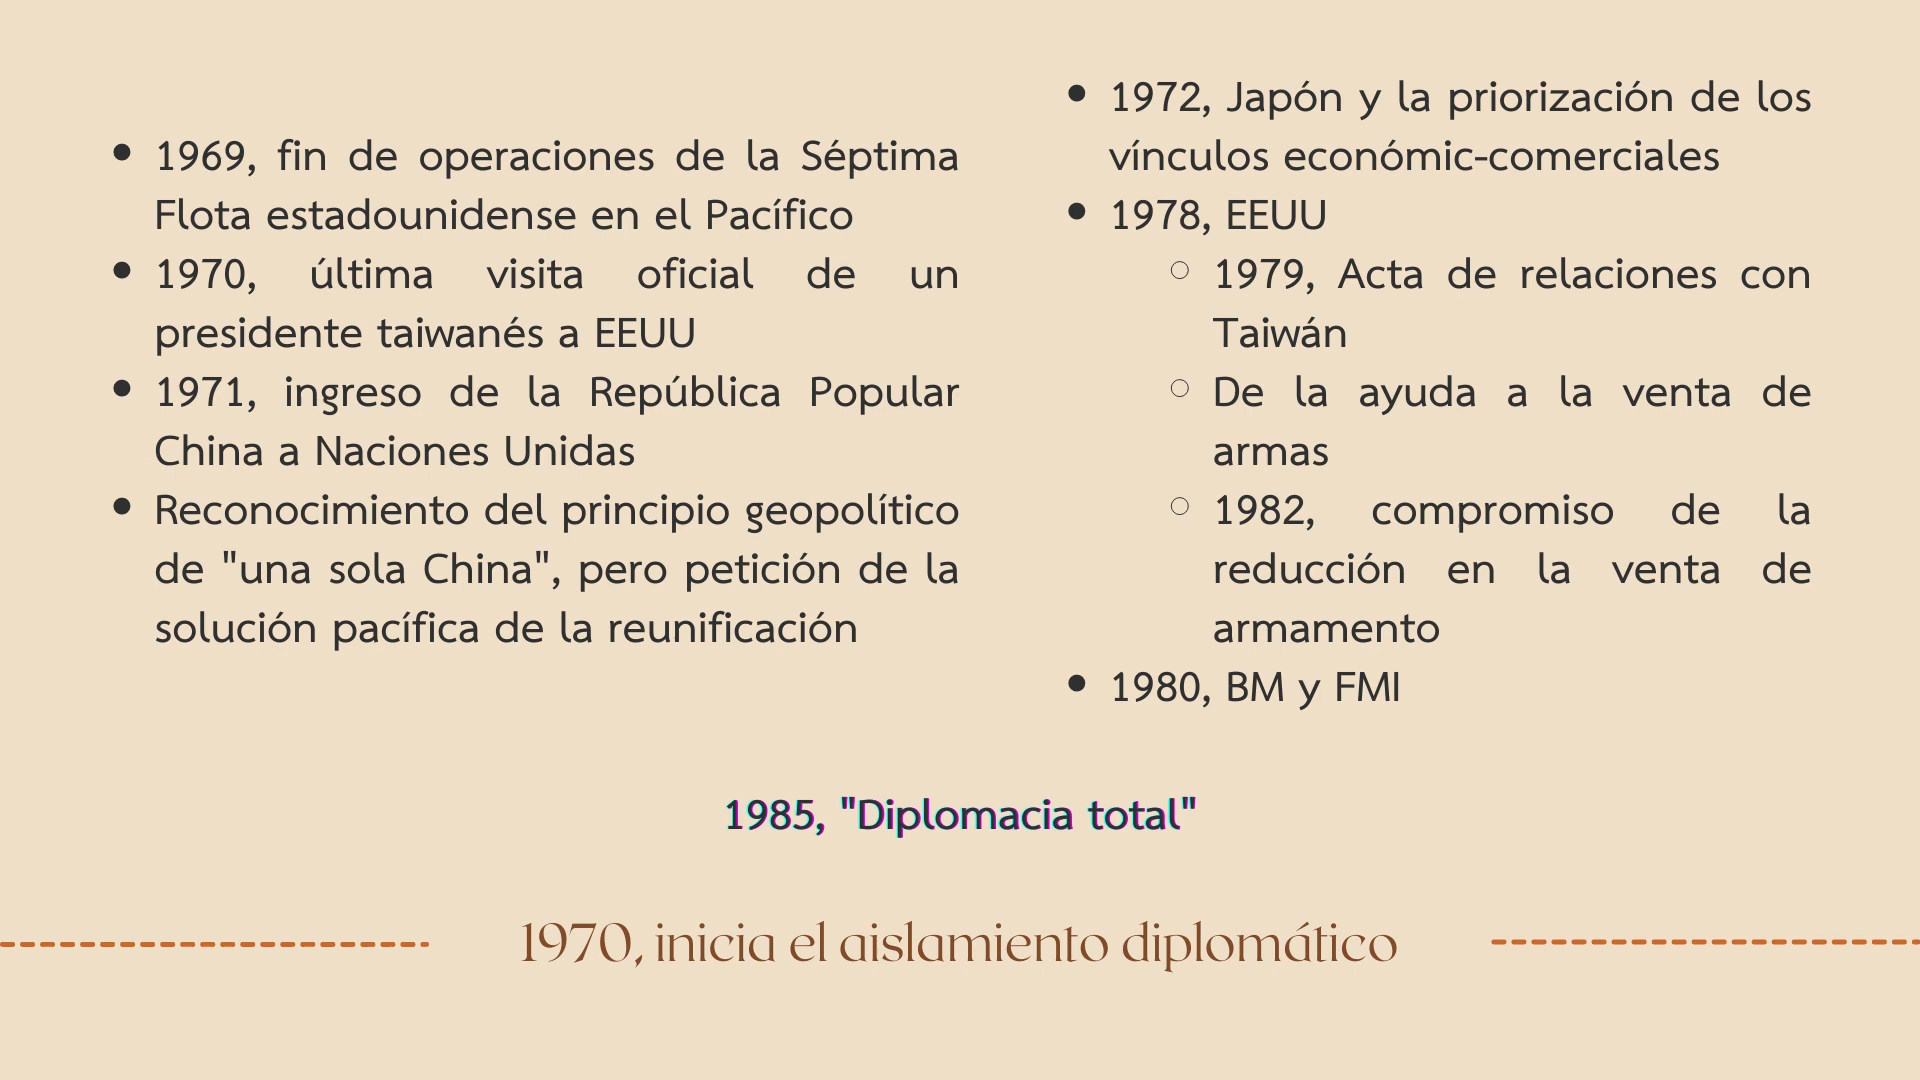 1969, fin de operaciones de la Séptima
Flota estadounidense en el Pacífico
1970, última visita oficial de un
presidente taiwanés a EEUU
1971, ingreso de la República Popular
China a Naciones Unidas
Reconocimiento del principio geopolítico
de "una sola China", pero petición de la
solución pacífica de la reunificación
1972, Japón y la priorización de los
vínculos económic-comerciales
1978, EEUU
1979, Acta de relaciones con
Taiwán
De la ayuda a la venta de
armas
1982, compromiso de la
reducción en la venta de
armamento
1980, BM y FMI
1985, "Diplomacia total"
1970, inicia el aislamiento diplomático